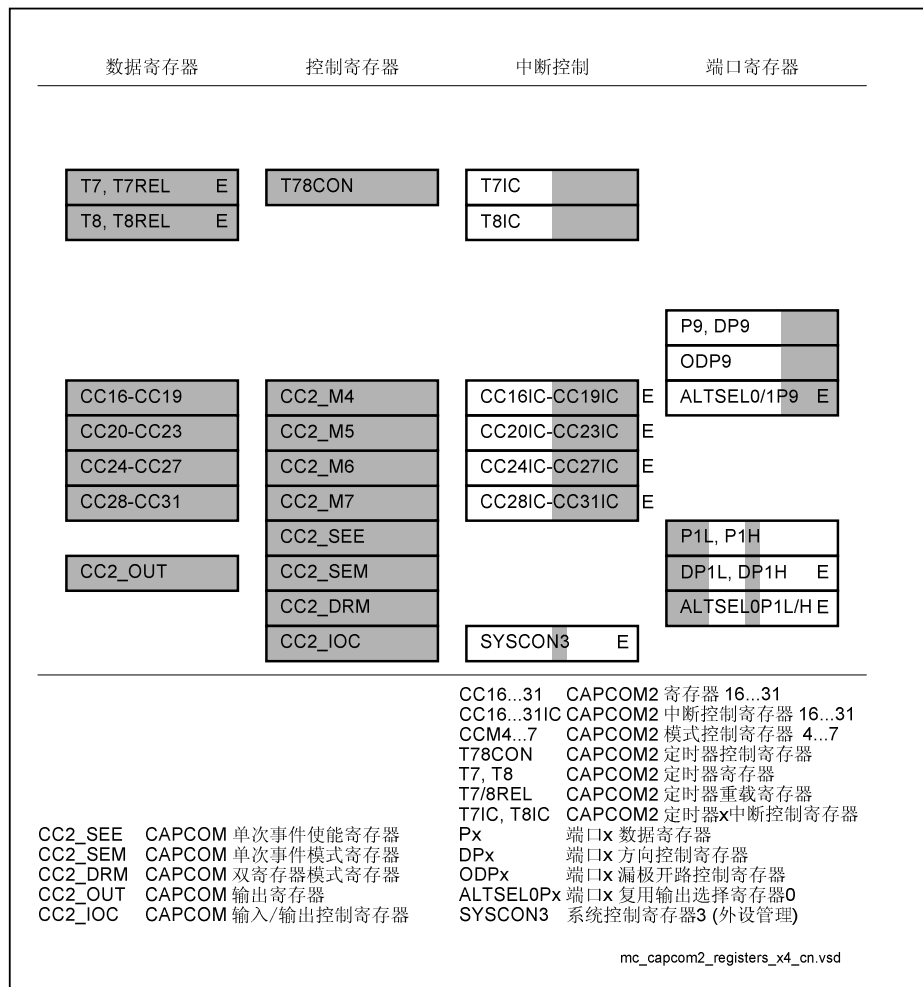 数据寄存器 控制寄存器 中断控制 端口寄存器
T7, T7REL E T78CON T7IC
T8, T8REL E T8IC
P9, DP9
ODP9
CC16-CC19 CC2_M4 CC16IC-CC19IC E ALTSEL0/1P9 E
CC20-CC23 CC2_M5 CC20IC-CC23IC E
CC24-CC27 CC2_M6 CC24IC-CC27IC E
CC28-CC31 CC2_M7 CC28IC-CC31IC E
CC2_SEE P1L, P1H
CC2_OUT CC2_SEM DP1L, DP1H E
CC2_DRM ALTSEL0P1L/H E
CC2_IOC SYSCON3 E
CC16...31 CAPCOM2 寄存器 16...31
CC16...31IC CAPCOM2 中断控制寄存器 16...31
CCM4...7 CAPCOM2 模式控制寄存器 4...7
T78CON CAPCOM2 定时器控制寄存器
T7, T8 CAPCOM2 定时器寄存器
T7/8REL CAPCOM2 定时器重载寄存器
T7IC, T8IC CAPCOM2 定时器x中断控制寄存器
CC2_SEE CAPCOM 单次事件使能寄存器 Px 端口x 数据寄存器
CC2_SEM CAPCOM 单次事件模式寄存器 DPx 端口x 方向控制寄存器
CC2_DRM CAPCOM 双寄存器模式寄存器 ODPx 端口x 漏极开路控制寄存器
CC2_OUT CAPCOM 输出寄存器 ALTSEL0Px 端口x 复用输出选择寄存器0
CC2_IOC CAPCOM 输入/输出控制寄存器 SYSCON3 系统控制寄存器3 (外设管理)
mc_capcom2_registers_x4_cn.vsd